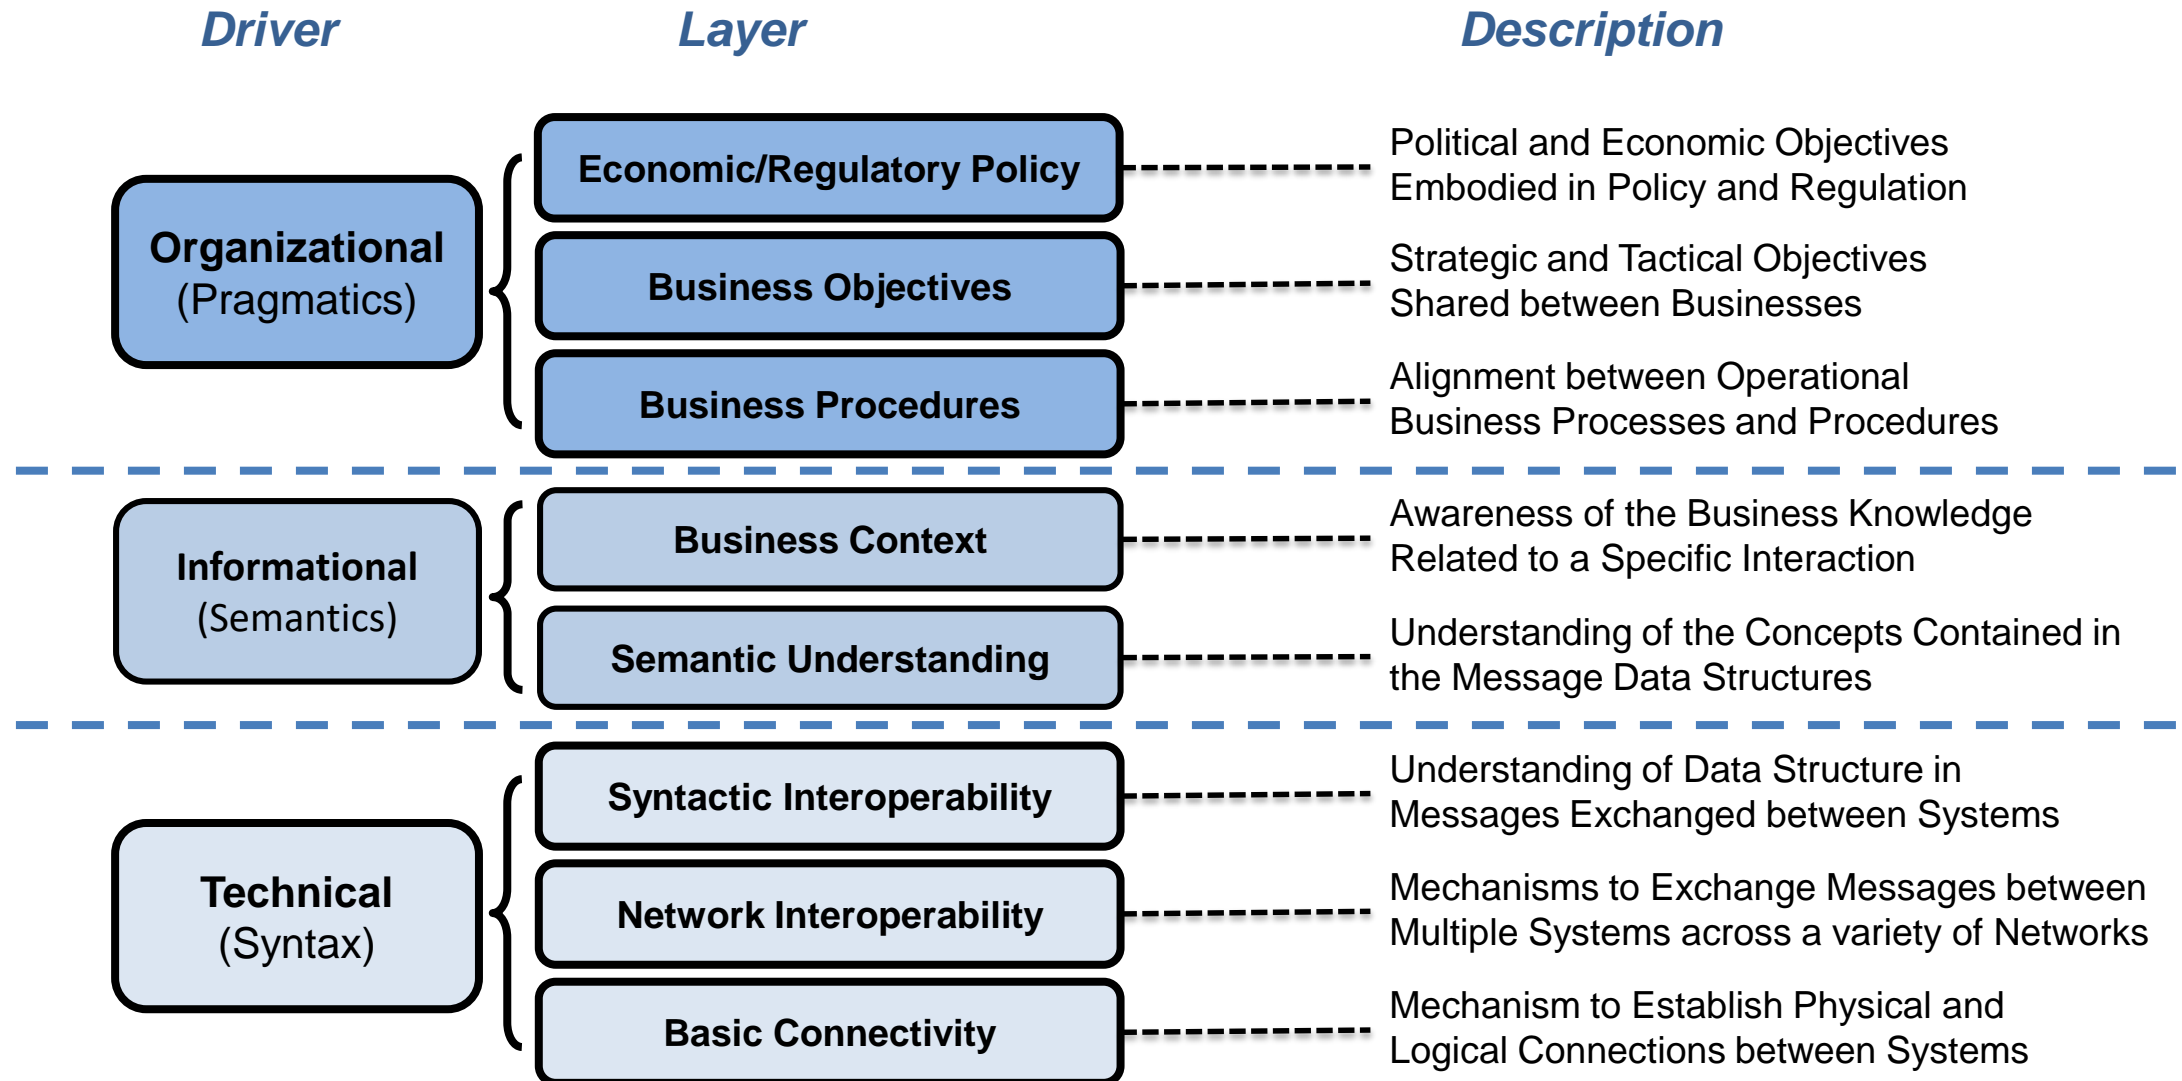 Driver
Layer
Description
Organizational
(Pragmatics)
Economic/Regulatory Policy
Political and Economic Objectives
Embodied in Policy and Regulation
Business Objectives
Strategic and Tactical Objectives
Shared between Businesses
Business Procedures
Alignment between Operational
Business Processes and Procedures
Informational
(Semantics)
Business Context
Awareness of the Business Knowledge
Related to a Specific Interaction
Semantic Understanding
Understanding of the Concepts Contained in
the Message Data Structures
Technical
(Syntax)
Syntactic Interoperability
Understanding of Data Structure in
Messages Exchanged between Systems
Network Interoperability
Mechanisms to Exchange Messages between
Multiple Systems across a variety of Networks
Basic Connectivity
Mechanism to Establish Physical and
Logical Connections between Systems